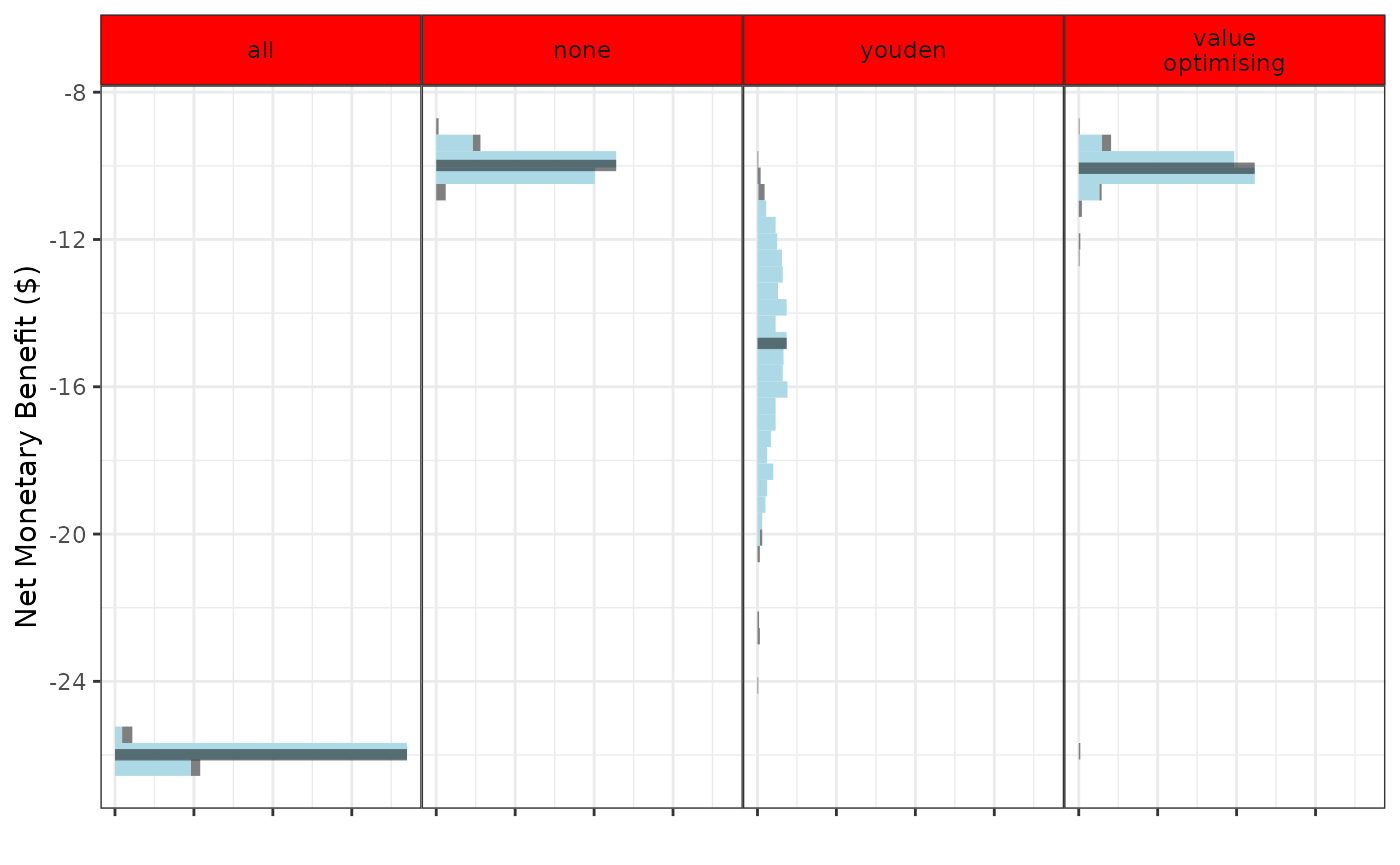 all
none
youden
value
optimising
Net Monetary Benefit ($)
-8
-12
-16
-20
-24